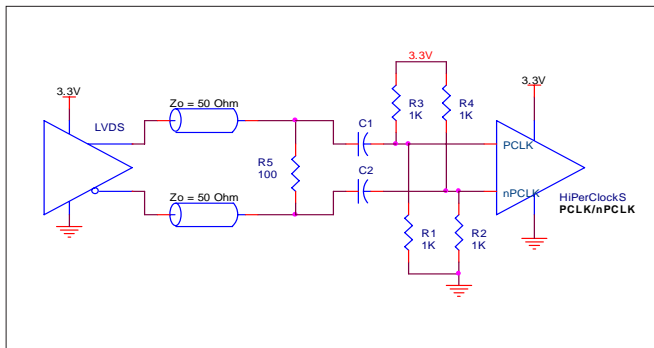 3.3V
Zo = 50 Ohm
LVDS
R5
100
Zo = 50 Ohm
C1
C2
3.3V
R3
1K
R4
1K
R1
1K
R2
1K
3.3V
PCLK
nPCLK
HiPerClockS
PCLK/nPCLK